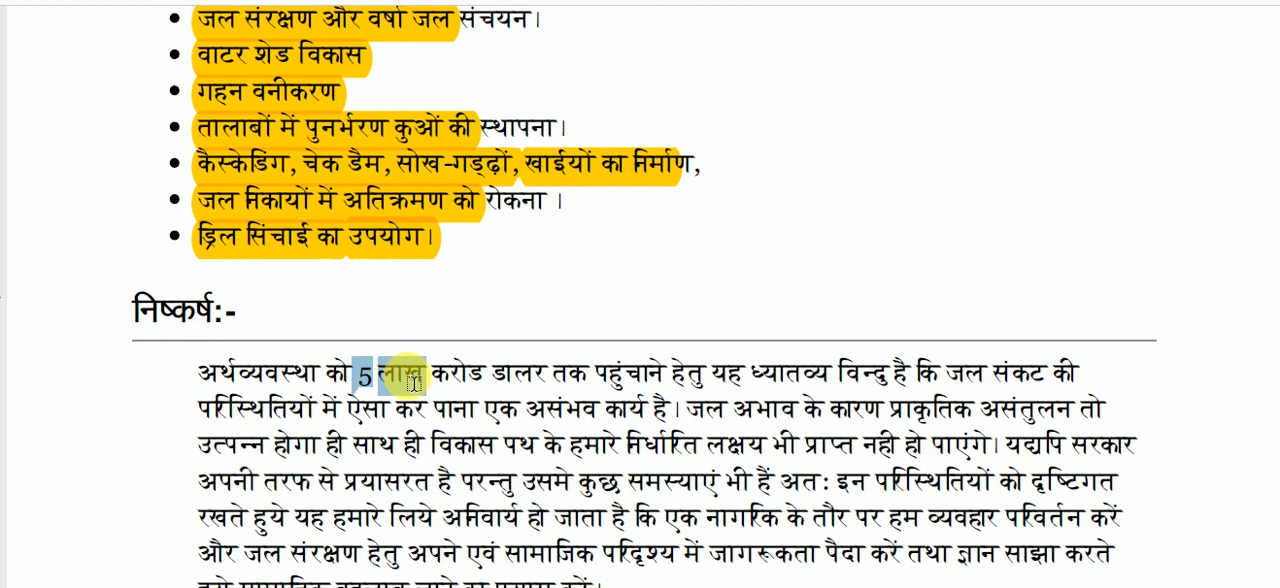 जल संरक्षण और वर्षा जल संचयन।
वाटर शेड विकास
गहन वनीकरण
तालाबों में पुनर्भरण कुओं की स्थापना।
कैस्केडिंग, चेक डैम, सोख-गड्ढ़ों, खाईयों का निर्माण,
जल निकायों में अतिक्रमण को रोकना ।
ड्रिल सिंचाई का उपयोग।
निष्कर्ष:-
अर्थव्यवस्था को 5 लाख करोड डालर तक पहुंचाने हेतु यह ध्यातव्य विन्दु है कि जल संकट की
परिस्थितियों में ऐसा कर पाना एक असंभव कार्य है। जल अभाव के कारण प्राकृतिक असंतुलन तो
उत्पन्न होगा ही साथ ही विकास पथ के हमारे निर्धारित लक्षय भी प्राप्त नही हो पाएंगे। यद्यपि सरकार
अपनी तरफ से प्रयासरत है परन्तु उसमे कुछ समस्याएं भी हैं अतः इन परिस्थितियों को दृष्टिगत
रखते हुये यह हमारे लिये अनिवार्य हो जाता है कि एक नागरिक के तौर पर हम व्यवहार परिवर्तन करें
और जल संरक्षण हेतु अपने एवं सामाजिक परिदृश्य में जागरूकता पैदा करें तथा ज्ञान साझा करते